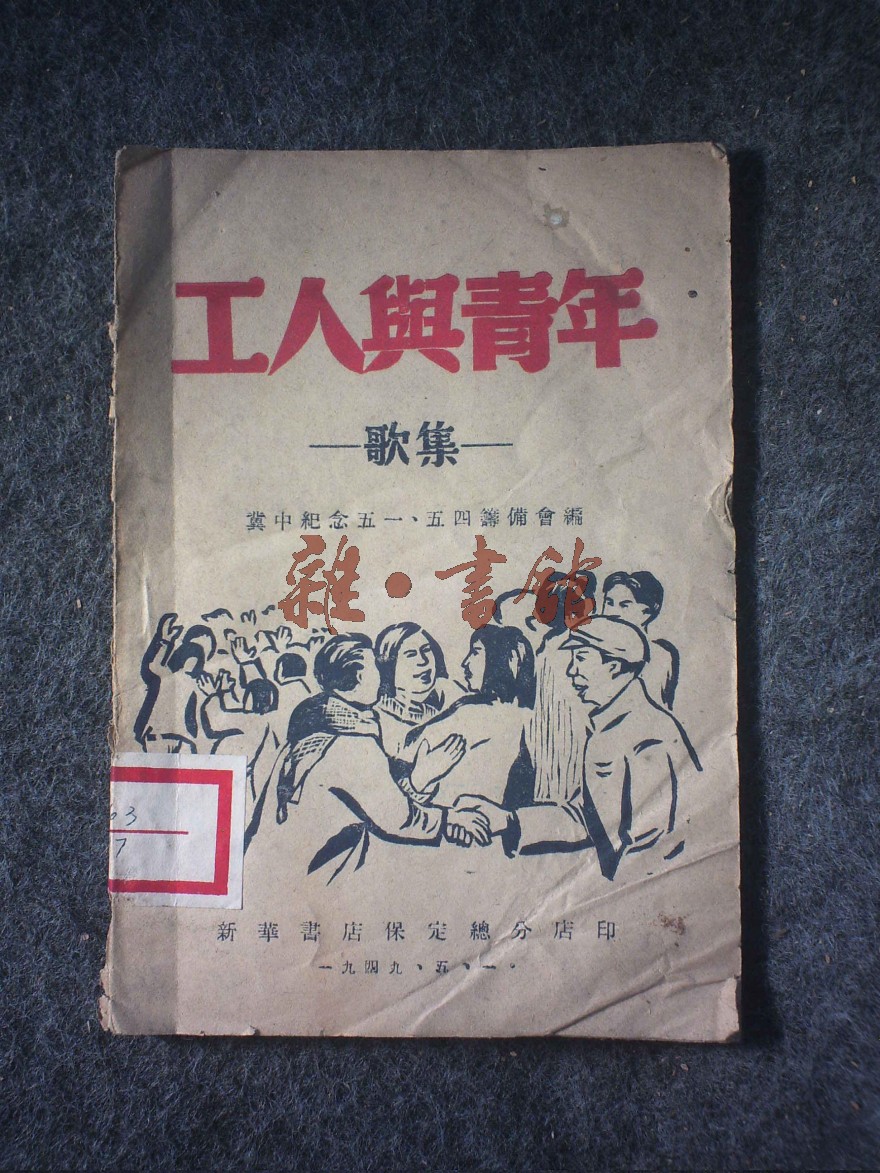 工人與青年
—歌集—
冀中紀念五一、五四籌備會編
雜·書館
63
7
新華書店保定總分店印
一九四九、五、一.